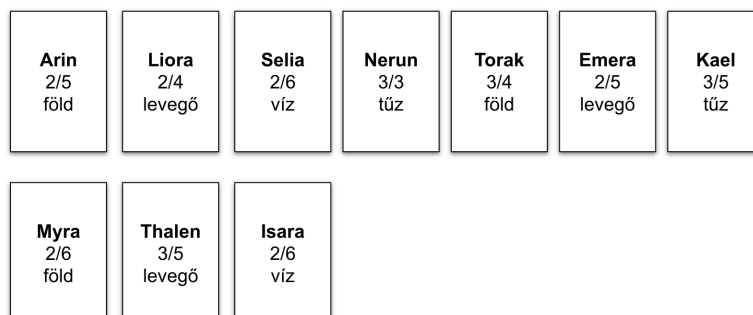 Arin
2/5
föld
Liora
2/4
levegő
Selia
2/6
víz
Nerun
3/3
tűz
Torak
3/4
föld
Emera
2/5
levegő
Kael
3/5
tűz
Myra
2/6
föld
Thalen
3/5
levegő
Isara
2/6
víz